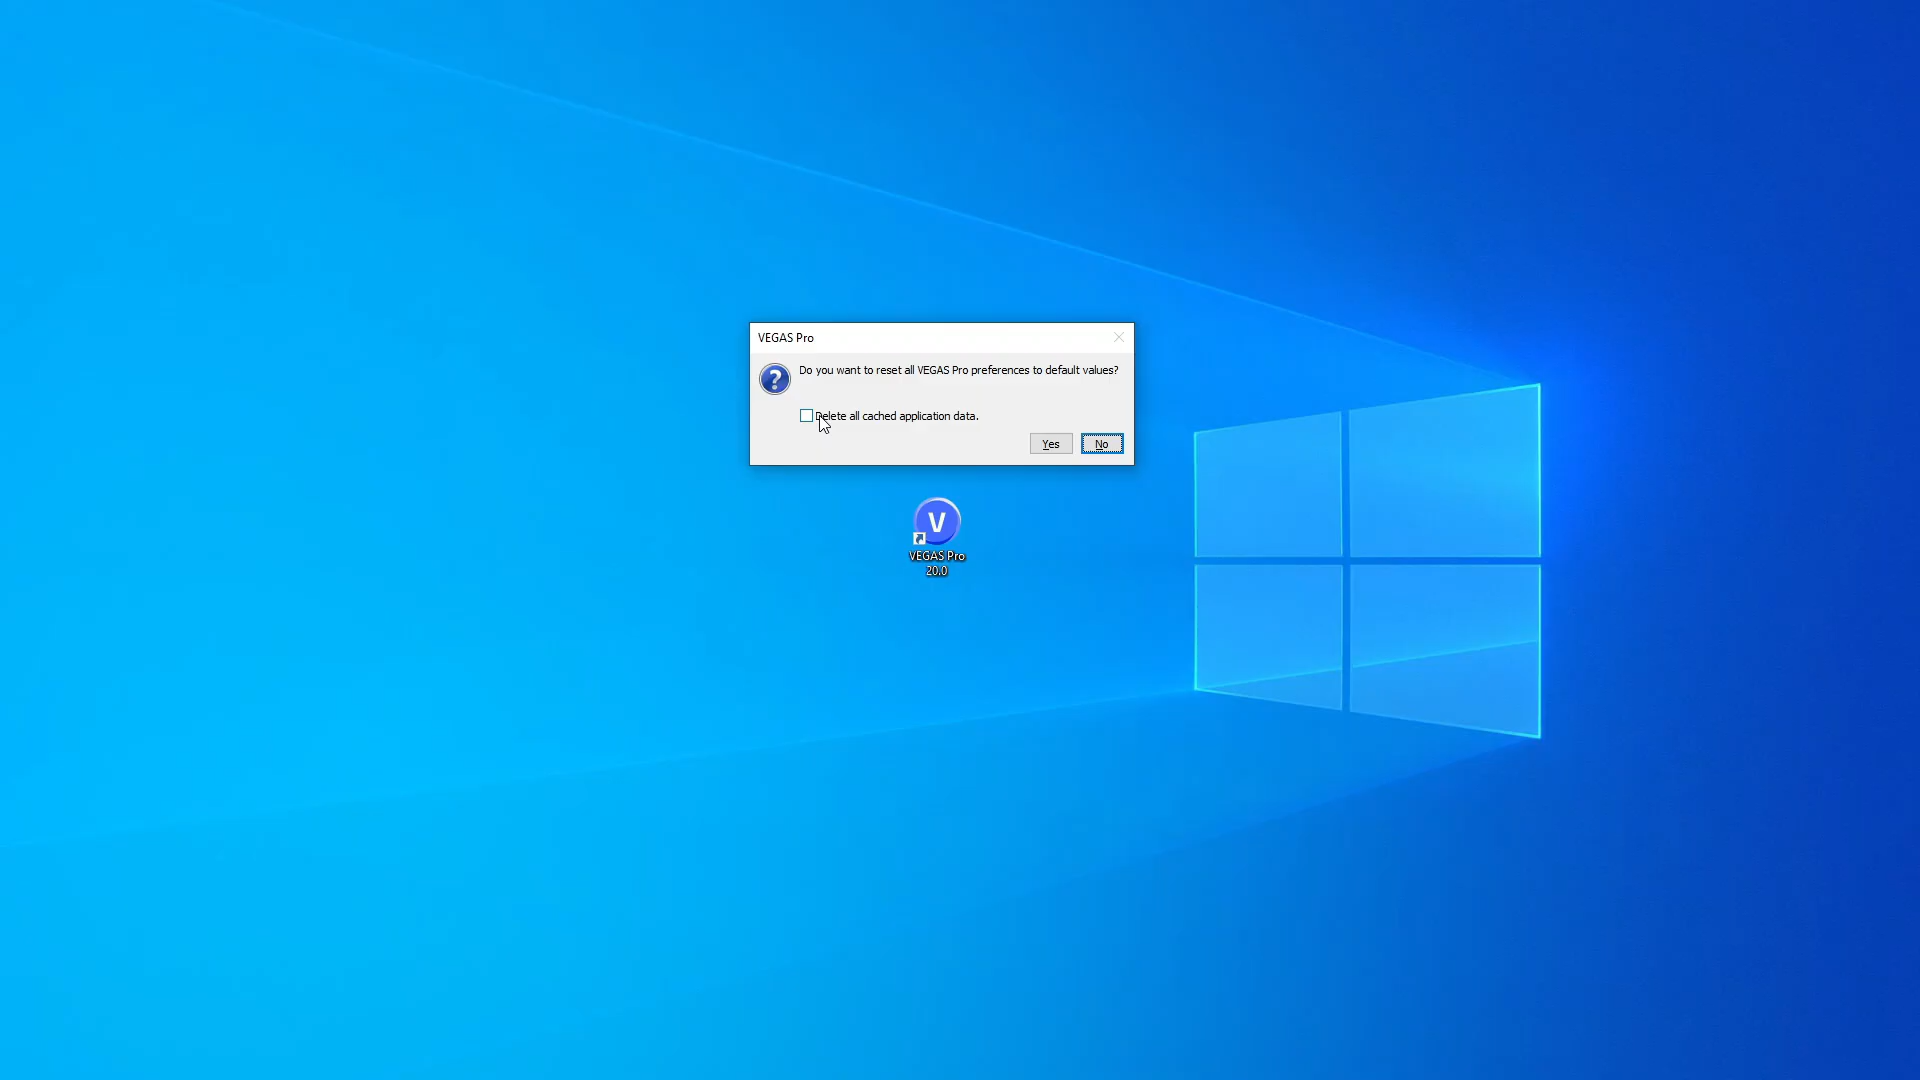 VEGAS Pro
Do you want to reset all VEGAS Pro preferences to default values?
Delete all cached application data.
Yes
No
V
VEGAS Pro
20.0